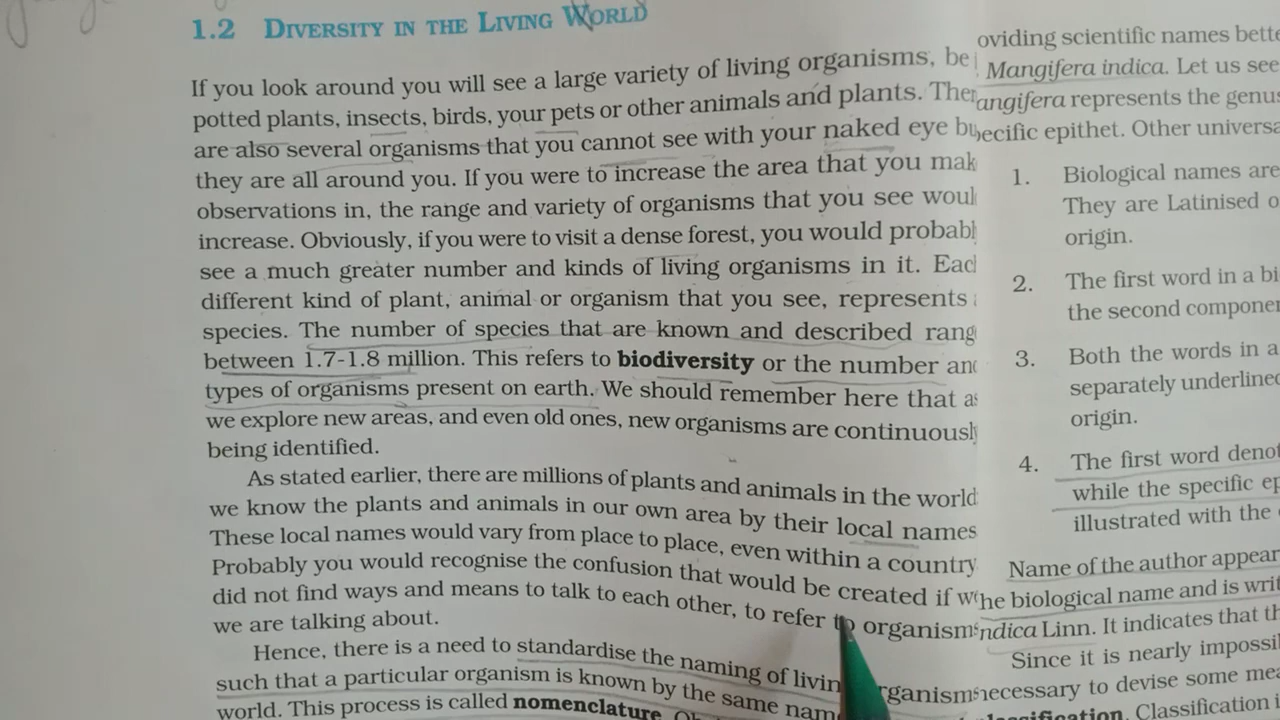 1.2 DIVERSITY IN THE LIVING WORLD
If you look around you will see a large variety of living organisms, be
potted plants, insects, birds, your pets or other animals and plants. Ther
are also several organisms that you cannot see with your naked eye bu
they are all around you. If you were to increase the area that you mak
observations in, the range and variety of organisms that you see woul
increase. Obviously, if you were to visit a dense forest, you would probabl
see a much greater number and kinds of living organisms in it. Eac
different kind of plant, animal or organism that you see, represents
species. The number of species that are known and described rang
between 1.7-1.8 million. This refers to biodiversity or the number an
types of organisms present on earth. We should remember here that as
we explore new areas, and even old ones, new organisms are continuousl
being identified.
As stated earlier, there are millions of plants and animals in the world
we know the plants and animals in our own area by their local names
These local names would vary from place to place, even within a country
Probably you would recognise the confusion that would be created if w
did not find ways and means to talk to each other, to refer to organisms
we are talking about.
Hence, there is a need to standardise the naming of livin organisms
such that a particular organism is known by the same nam
world. This process is called nomenclature.
oviding scientific names bette
Mangifera indica. Let us see
angifera represents the genus
pecific epithet. Other universa
1. Biological names are
They are Latinised o
origin.
2. The first word in a bi
the second componen
3. Both the words in a
separately underlined
origin.
4. The first word denot
while the specific ep
illustrated with the
Name of the author appear
he biological name and is writ
ndica Linn. It indicates that th
Since it is nearly impossi
necessary to devise some mea
lassification. Classification i